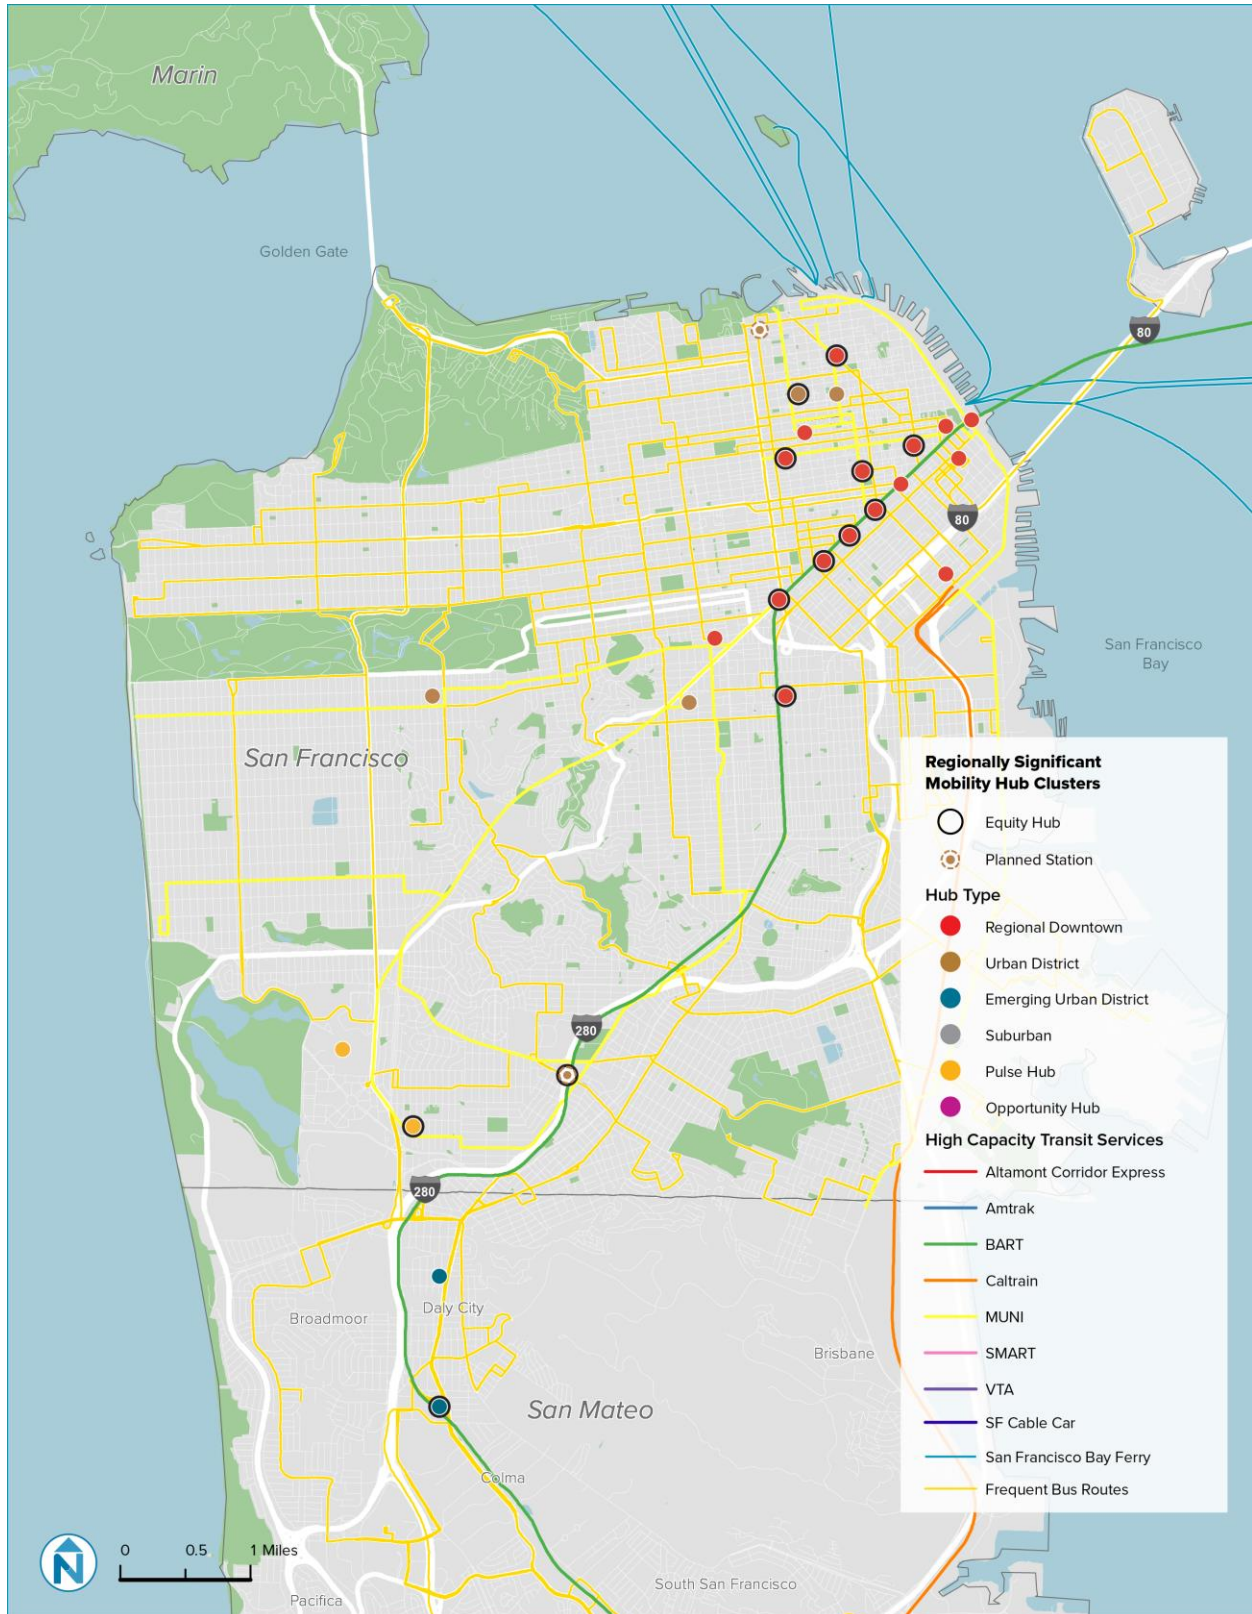 Marin
Golden Gate
80
80
San Francisco
Bay
San Francisco
280
280
Broadmoor
Daly City
Brisbane
San Mateo
Colma
South San Francisco
Pacifica
Regionally Significant
Mobility Hub Clusters
Equity Hub
Planned Station
Hub Type
Regional Downtown
Urban District
Emerging Urban District
Suburban
Pulse Hub
Opportunity Hub
High Capacity Transit Services
Altamont Corridor Express
Amtrak
BART
Caltrain
MUNI
SMART
VTA
SF Cable Car
San Francisco Bay Ferry
Frequent Bus Routes
N
0 0.5 1 Miles